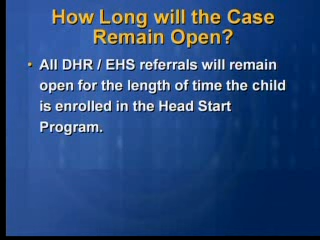 How Long will the Case
Remain Open?
• All DHR / EHS referrals will remain
open for the length of time the child
is enrolled in the Head Start
Program.